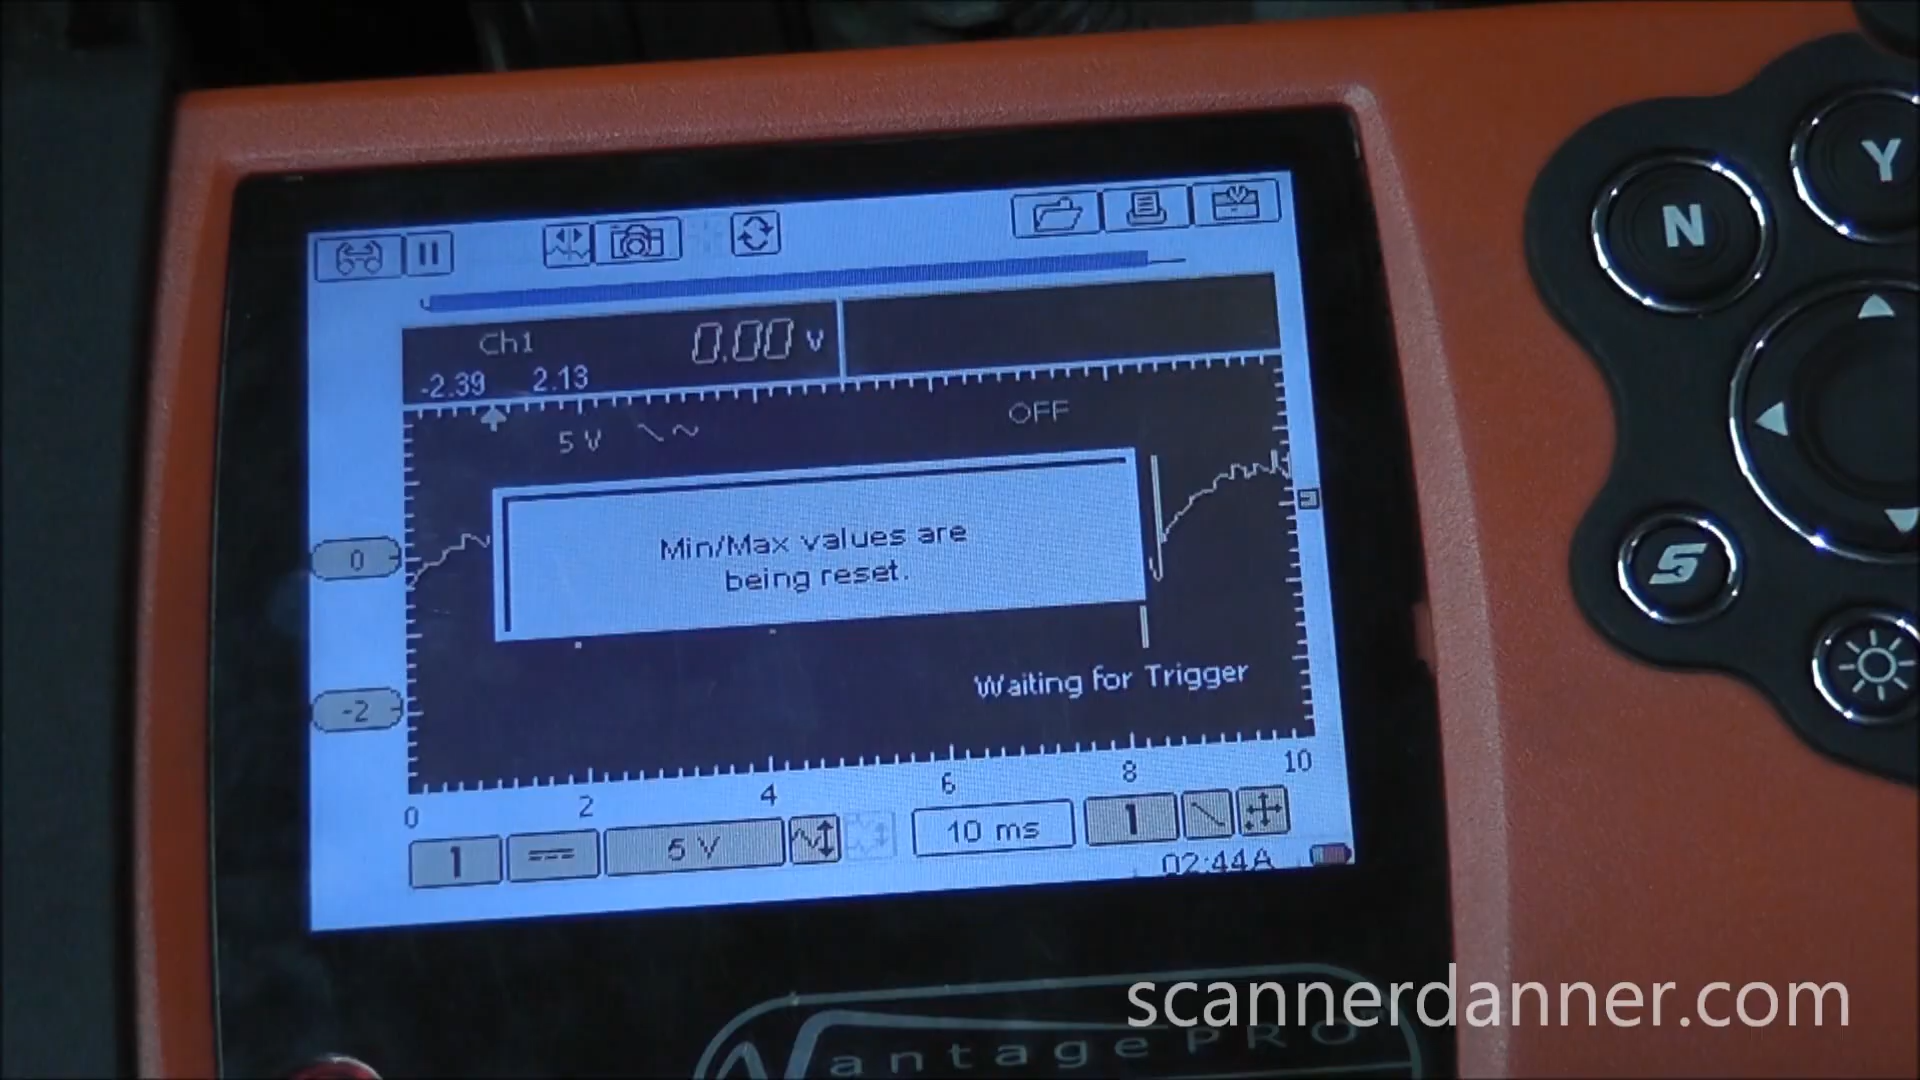 N
Y
Ch1
0.00 V
-2.39 2.13
5 V
OFF
Min/Max values are
being reset.
0
-2
Waiting for Trigger
0 2 4 6 8 10
1
5 V
10 ms
1
02:44A
S
scannerdanner.com
VantagePRO